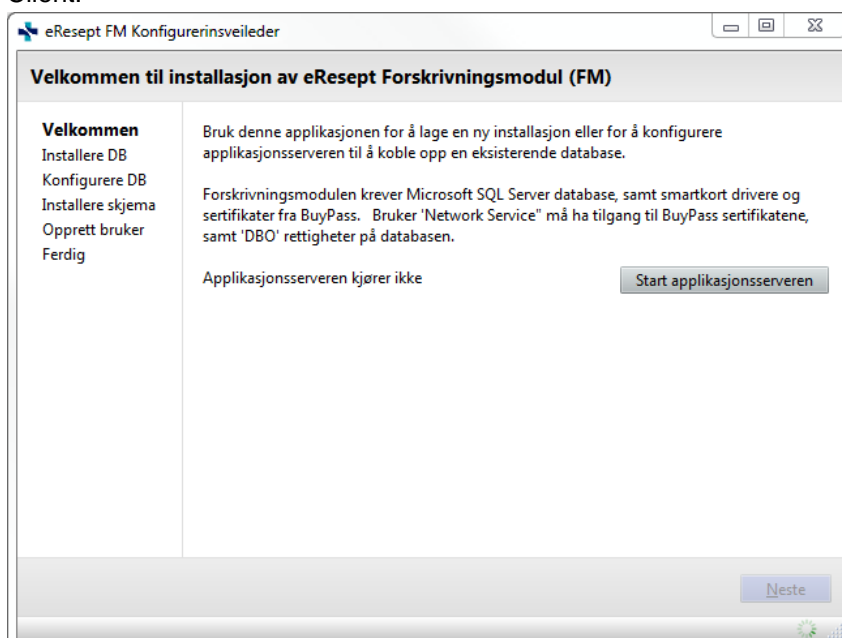 Client.
eResept FM Konfigurerinsveileder
Velkommen til installasjon av eResept Forskrivningsmodul (FM)
Velkommen
Installere DB
Konfigurere DB
Installere skjema
Opprett bruker
Ferdig
Bruk denne applikasjonen for å lage en ny installasjon eller for å konfigurere
applikasjonsserveren til å koble opp en eksisterende database.
Forskrivningsmodulen krever Microsoft SQL Server database, samt smartkort drivere og
sertifikater fra BuyPass. Bruker 'Network Service" må ha tilgang til BuyPass sertifikatene,
samt 'DBO' rettigheter på databasen.
Applikasjonsserveren kjører ikke
Start applikasjonsserveren
Neste